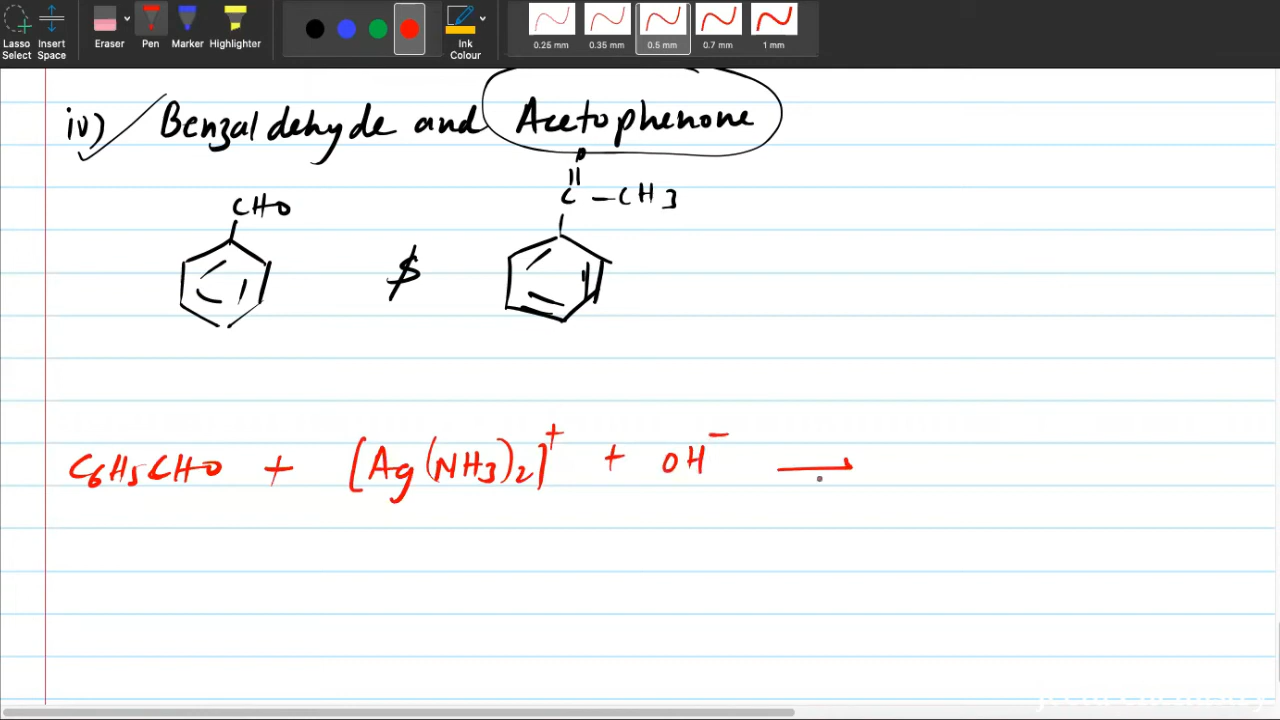 Lasso Select
Insert Space
Eraser
Pen
Marker
Highlighter
Ink Colour
0.25 mm
0.35 mm
0.5 mm
0.7 mm
1 mm
iv) Benzaldehyde and Acetophenone
CHO
O
C - CH3
C6H5CHO + [Ag(NH3)2]+ + OH- →